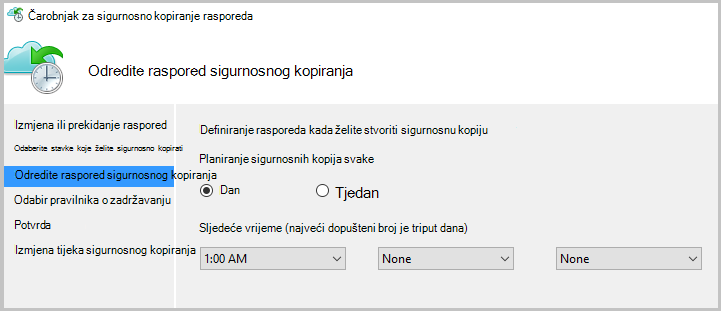 Čarobnjak za sigurnosno kopiranje rasporeda
Odredite raspored sigurnosnog kopiranja
Izmjena ili prekidanje raspored
Odaberite stavke koje želite sigurnosno kopirati
Odredite raspored sigurnosnog kopiranja
Odabir pravilnika o zadržavanju
Potvrda
Izmjena tijeka sigurnosnog kopiranja
Definiranje rasporeda kada želite stvoriti sigurnosnu kopiju
Planiranje sigurnosnih kopija svake
Dan Tjedan
Sljedeće vrijeme (najveći dopušteni broj je triput dana)
1:00 AM None None